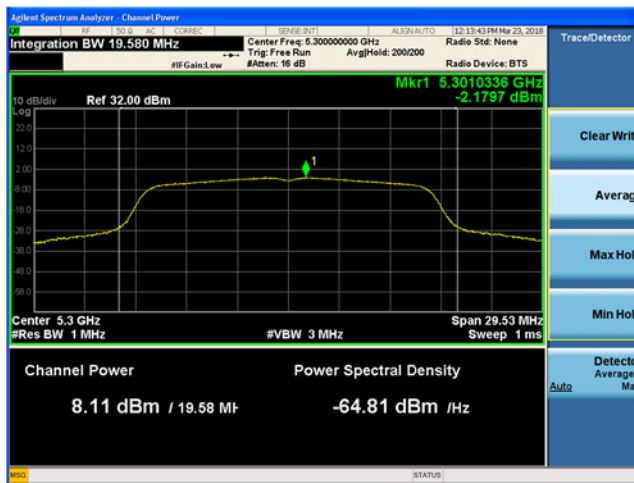 Agilent Spectrum Analyzer - Channel Power
RF 50 Ω AC CORREC SENSE:INT ALIGN AUTO 12:13:43 PM Mar 23, 2018
Integration BW 19.580 MHz Center Freq: 5.300000000 GHz Radio Std: None Trace/Detector
Trig: Free Run Avg|Hold: 200/200
#IFGain:Low #Atten: 16 dB Radio Device: BTS
Mkr1 5.3010336 GHz
10 dB/div Ref 32.00 dBm -2.1797 dBm
Log
22.0
12.0
2.00
-8.00
-18.0
-28.0
-38.0
-48.0
-58.0
1
Center 5.3 GHz Span 29.53 MHz
#Res BW 1 MHz #VBW 3 MHz Sweep 1 ms
Channel Power Power Spectral Density
8.11 dBm / 19.58 MH -64.81 dBm /Hz
Clear Writ
Averag
Max Hol
Min Hol
Detecto
Average
Auto Ma
MSG STATUS